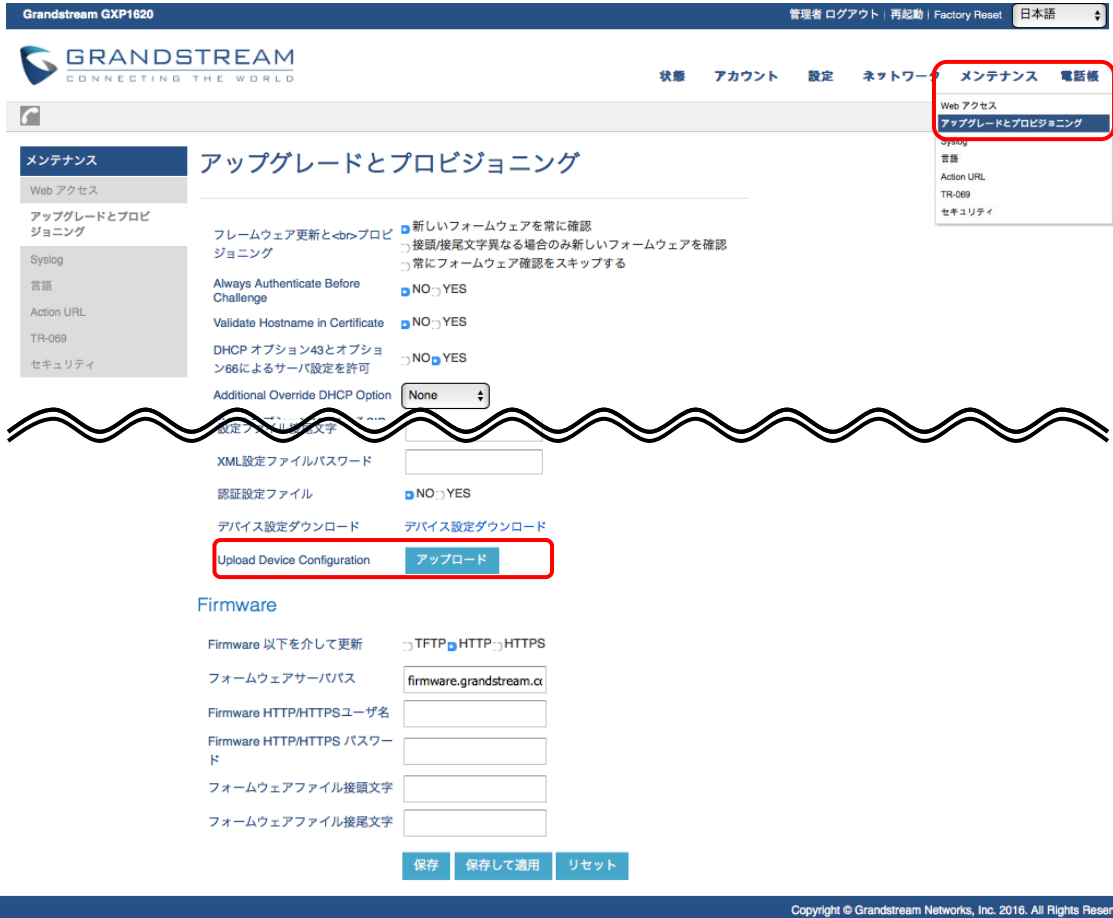 Grandstream GXP1620
管理者 ログアウト | 再起動 | Factory Reset 日本語
GRANDSTREAM
CONNECTING THE WORLD
状態 アカウント 設定 ネットワーク メンテナンス 電話帳
Web アクセス
アップグレードとプロビジョニング
Syslog
言語
Action URL
TR-069
セキュリティ
メンテナンス
Web アクセス
アップグレードとプロビ
ジョニング
Syslog
言語
Action URL
TR-069
セキュリティ
アップグレードとプロビジョニング
フレームウェア更新と<br>プロビ
ジョニング
新しいフォームウェアを常に確認
接頭/接尾文字異なる場合のみ新しいフォームウェアを確認
常にフォームウェア確認をスキップする
Always Authenticate Before
Challenge
NO YES
Validate Hostname in Certificate NO YES
DHCP オプション43とオプショ
ン66によるサーバ設定を許可
NO YES
Additional Override DHCP Option None
設定ファイル接尾文字
XML設定ファイルパスワード
認証設定ファイル NO YES
デバイス設定ダウンロード デバイス設定ダウンロード
Upload Device Configuration アップロード
Firmware
Firmware 以下を介して更新 TFTP HTTP HTTPS
フォームウェアサーバパス firmware.grandstream.cc
Firmware HTTP/HTTPSユーザ名
Firmware HTTP/HTTPS パスワー
ド
フォームウェアファイル接頭文字
フォームウェアファイル接尾文字
保存 保存して適用 リセット
Copyright © Grandstream Networks, Inc. 2016. All Rights Reser